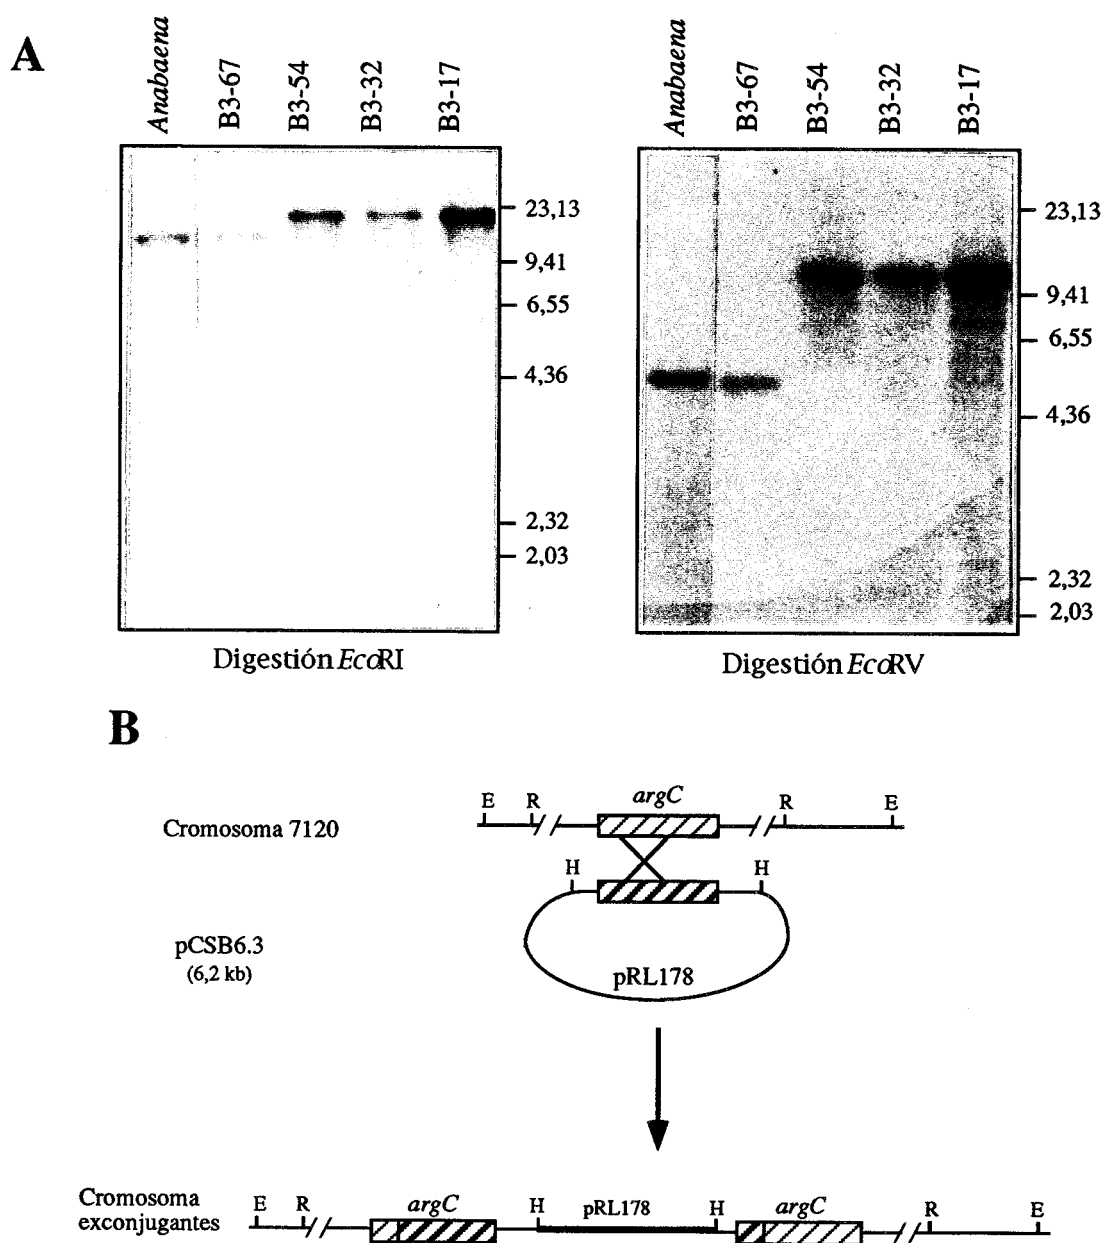 A
Anabaena
B3-67
B3-54
B3-32
B3-17
23,13
9,41
6,55
4,36
2,32
2,03
Digestión EcoRI
Anabaena
B3-67
B3-54
B3-32
B3-17
23,13
9,41
6,55
4,36
2,32
2,03
Digestión EcoRV
B
E R argC R E
Cromosoma 7120
H H
pCSB6.3
(6,2 kb)
pRL178
Cromosoma
exconjugantes
E R argC H pRL178 H argC R E